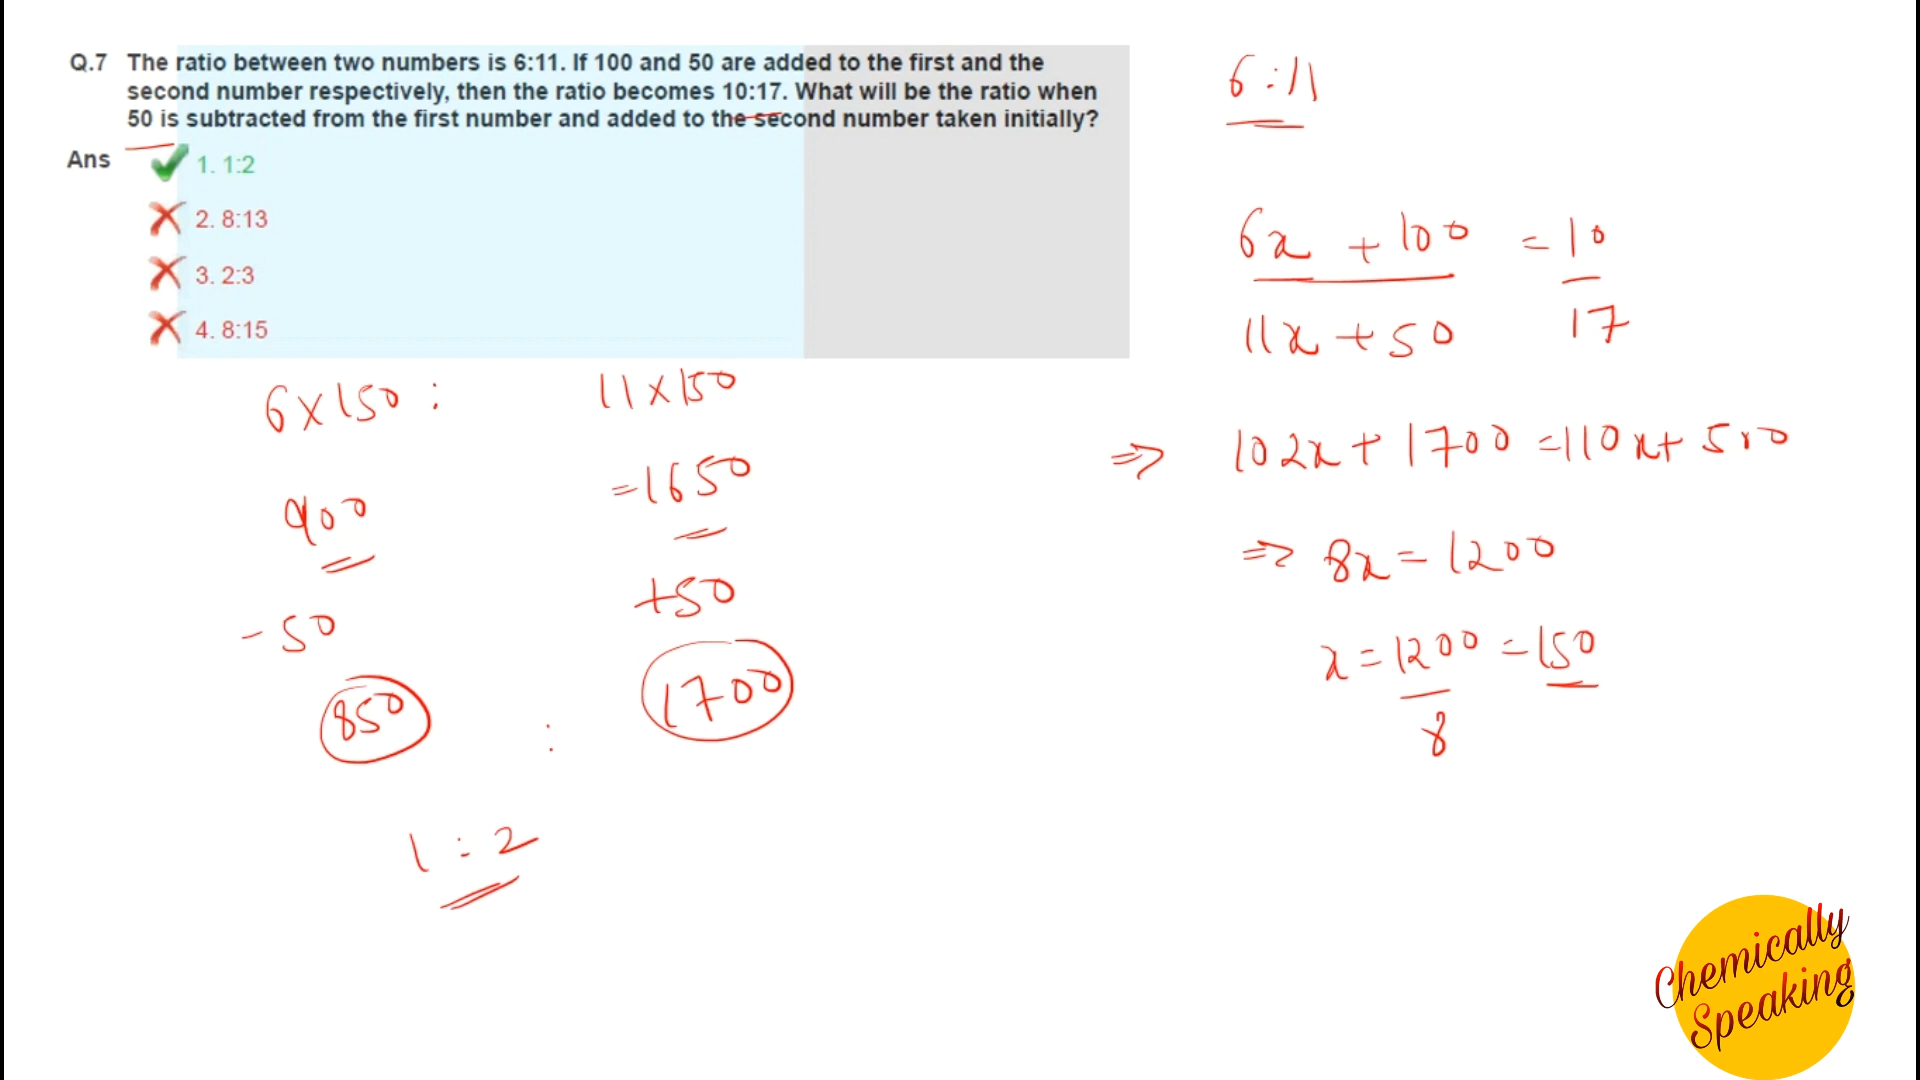 Q.7 The ratio between two numbers is 6:11. If 100 and 50 are added to the first and the
second number respectively, then the ratio becomes 10:17. What will be the ratio when
50 is subtracted from the first number and added to the second number taken initially?
Ans 1. 1:2
2. 8:13
3. 2:3
4. 8:15
6×150 : 11×150
900 =1650
-50 +50
850 : 1700
1:2
6:11
6x + 100 = 10
11x + 50 17
⇒ 102x + 1700 = 110x + 500
⇒ 8x = 1200
x = 1200 = 150
8
Chemically
Speaking